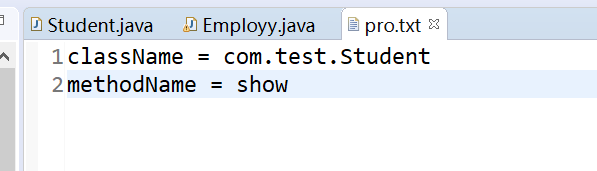 Student.java Employy.java pro.txt
1 className = com.test.Student
2 methodName = show